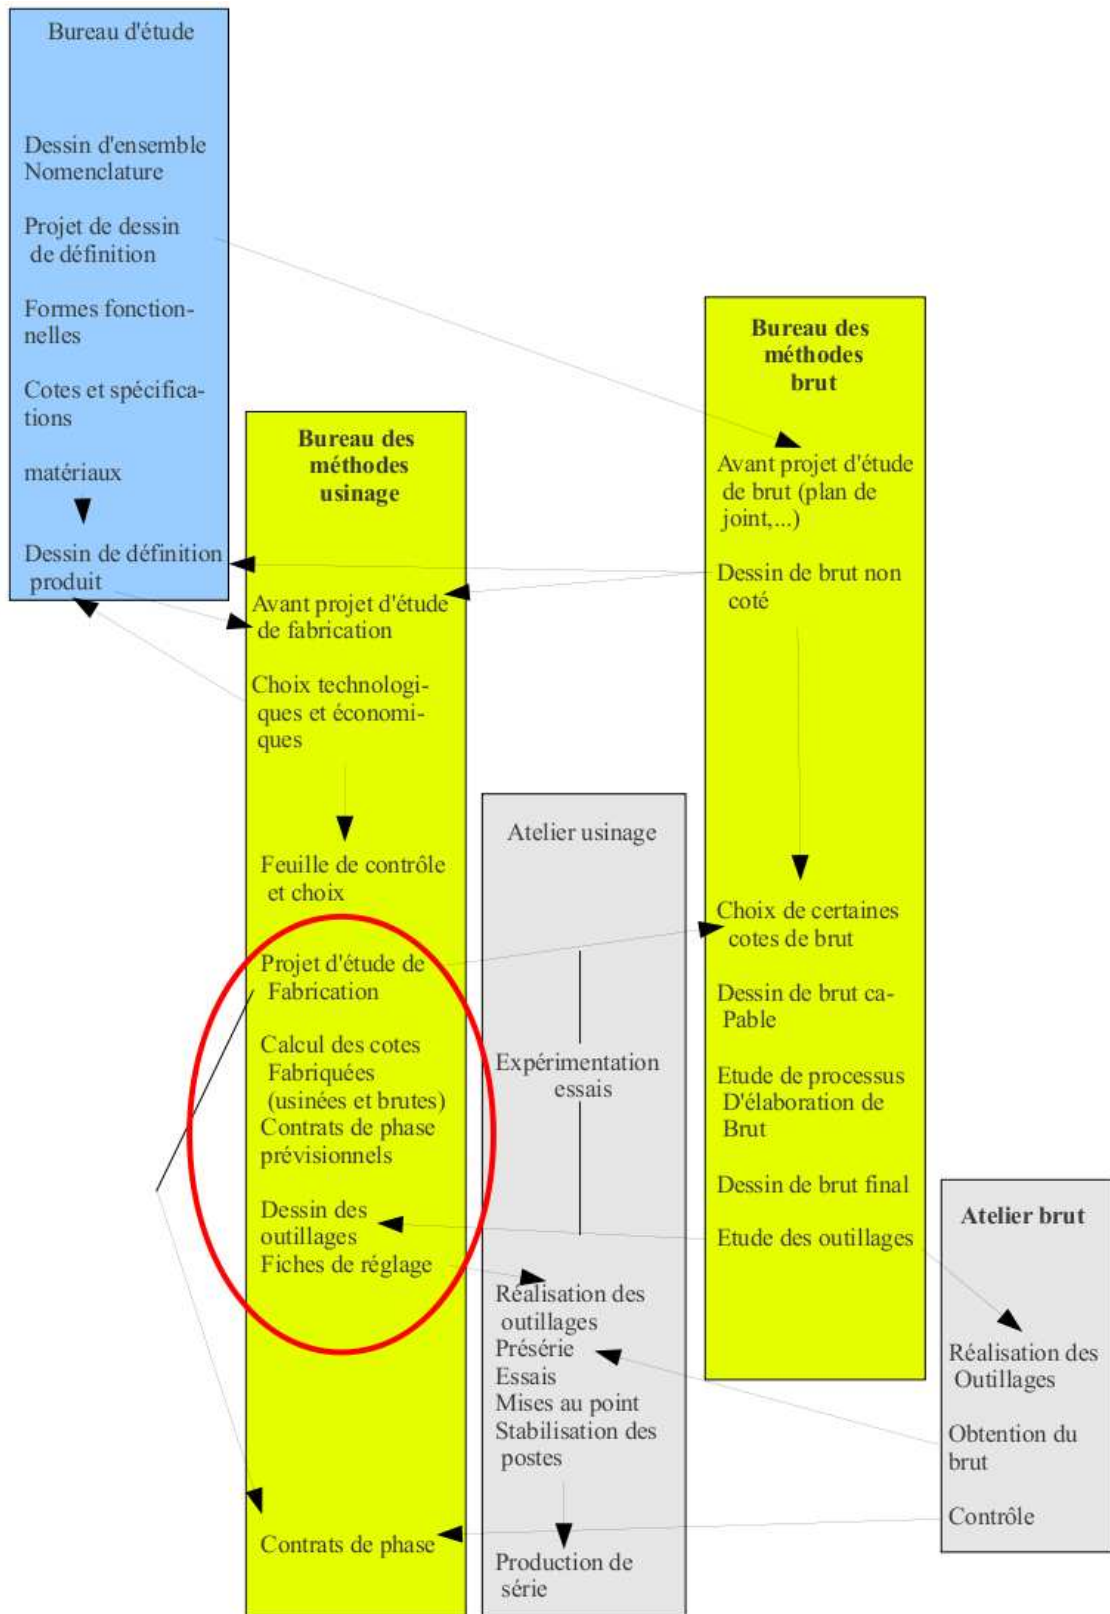 Bureau d'étude
Dessin d'ensemble
Nomenclature
Projet de dessin
de définition
Formes fonction-
nelles
Cotes et spécifica-
tions
matériaux
Dessin de définition
produit
Bureau des
méthodes
usinage
Avant projet d'étude
de fabrication
Choix technologi-
ques et économi-
ques
Feuille de contrôle
et choix
Projet d'étude de
Fabrication
Calcul des cotes
Fabriquées
(usinées et brutes)
Contrats de phase
prévisionnels
Dessin des
outillages
Fiches de réglage
Contrats de phase
Atelier usinage
Expérimentation
essais
Réalisation des
outillages
Présérie
Essais
Mises au point
Stabilisation des
postes
Production de
série
Bureau des
méthodes
brut
Avant projet d'étude
de brut (plan de
joint,...)
Dessin de brut non
coté
Choix de certaines
cotes de brut
Dessin de brut ca-
Pable
Etude de processus
D'élaboration de
Brut
Dessin de brut final
Etude des outillages
Atelier brut
Réalisation des
Outillages
Obtention du
brut
Contrôle